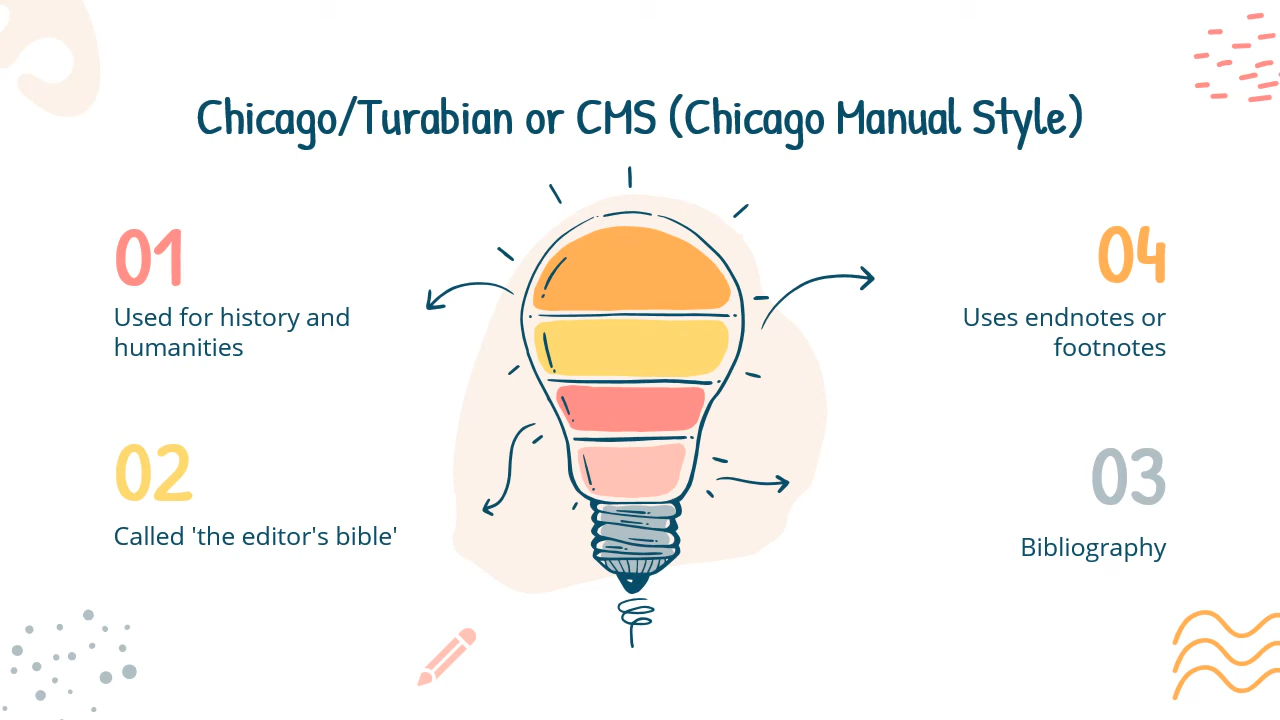 Chicago/Turabian or CMS (Chicago Manual Style)
01
Used for history and
humanities
02
Called 'the editor's bible'
04
Uses endnotes or
footnotes
03
Bibliography